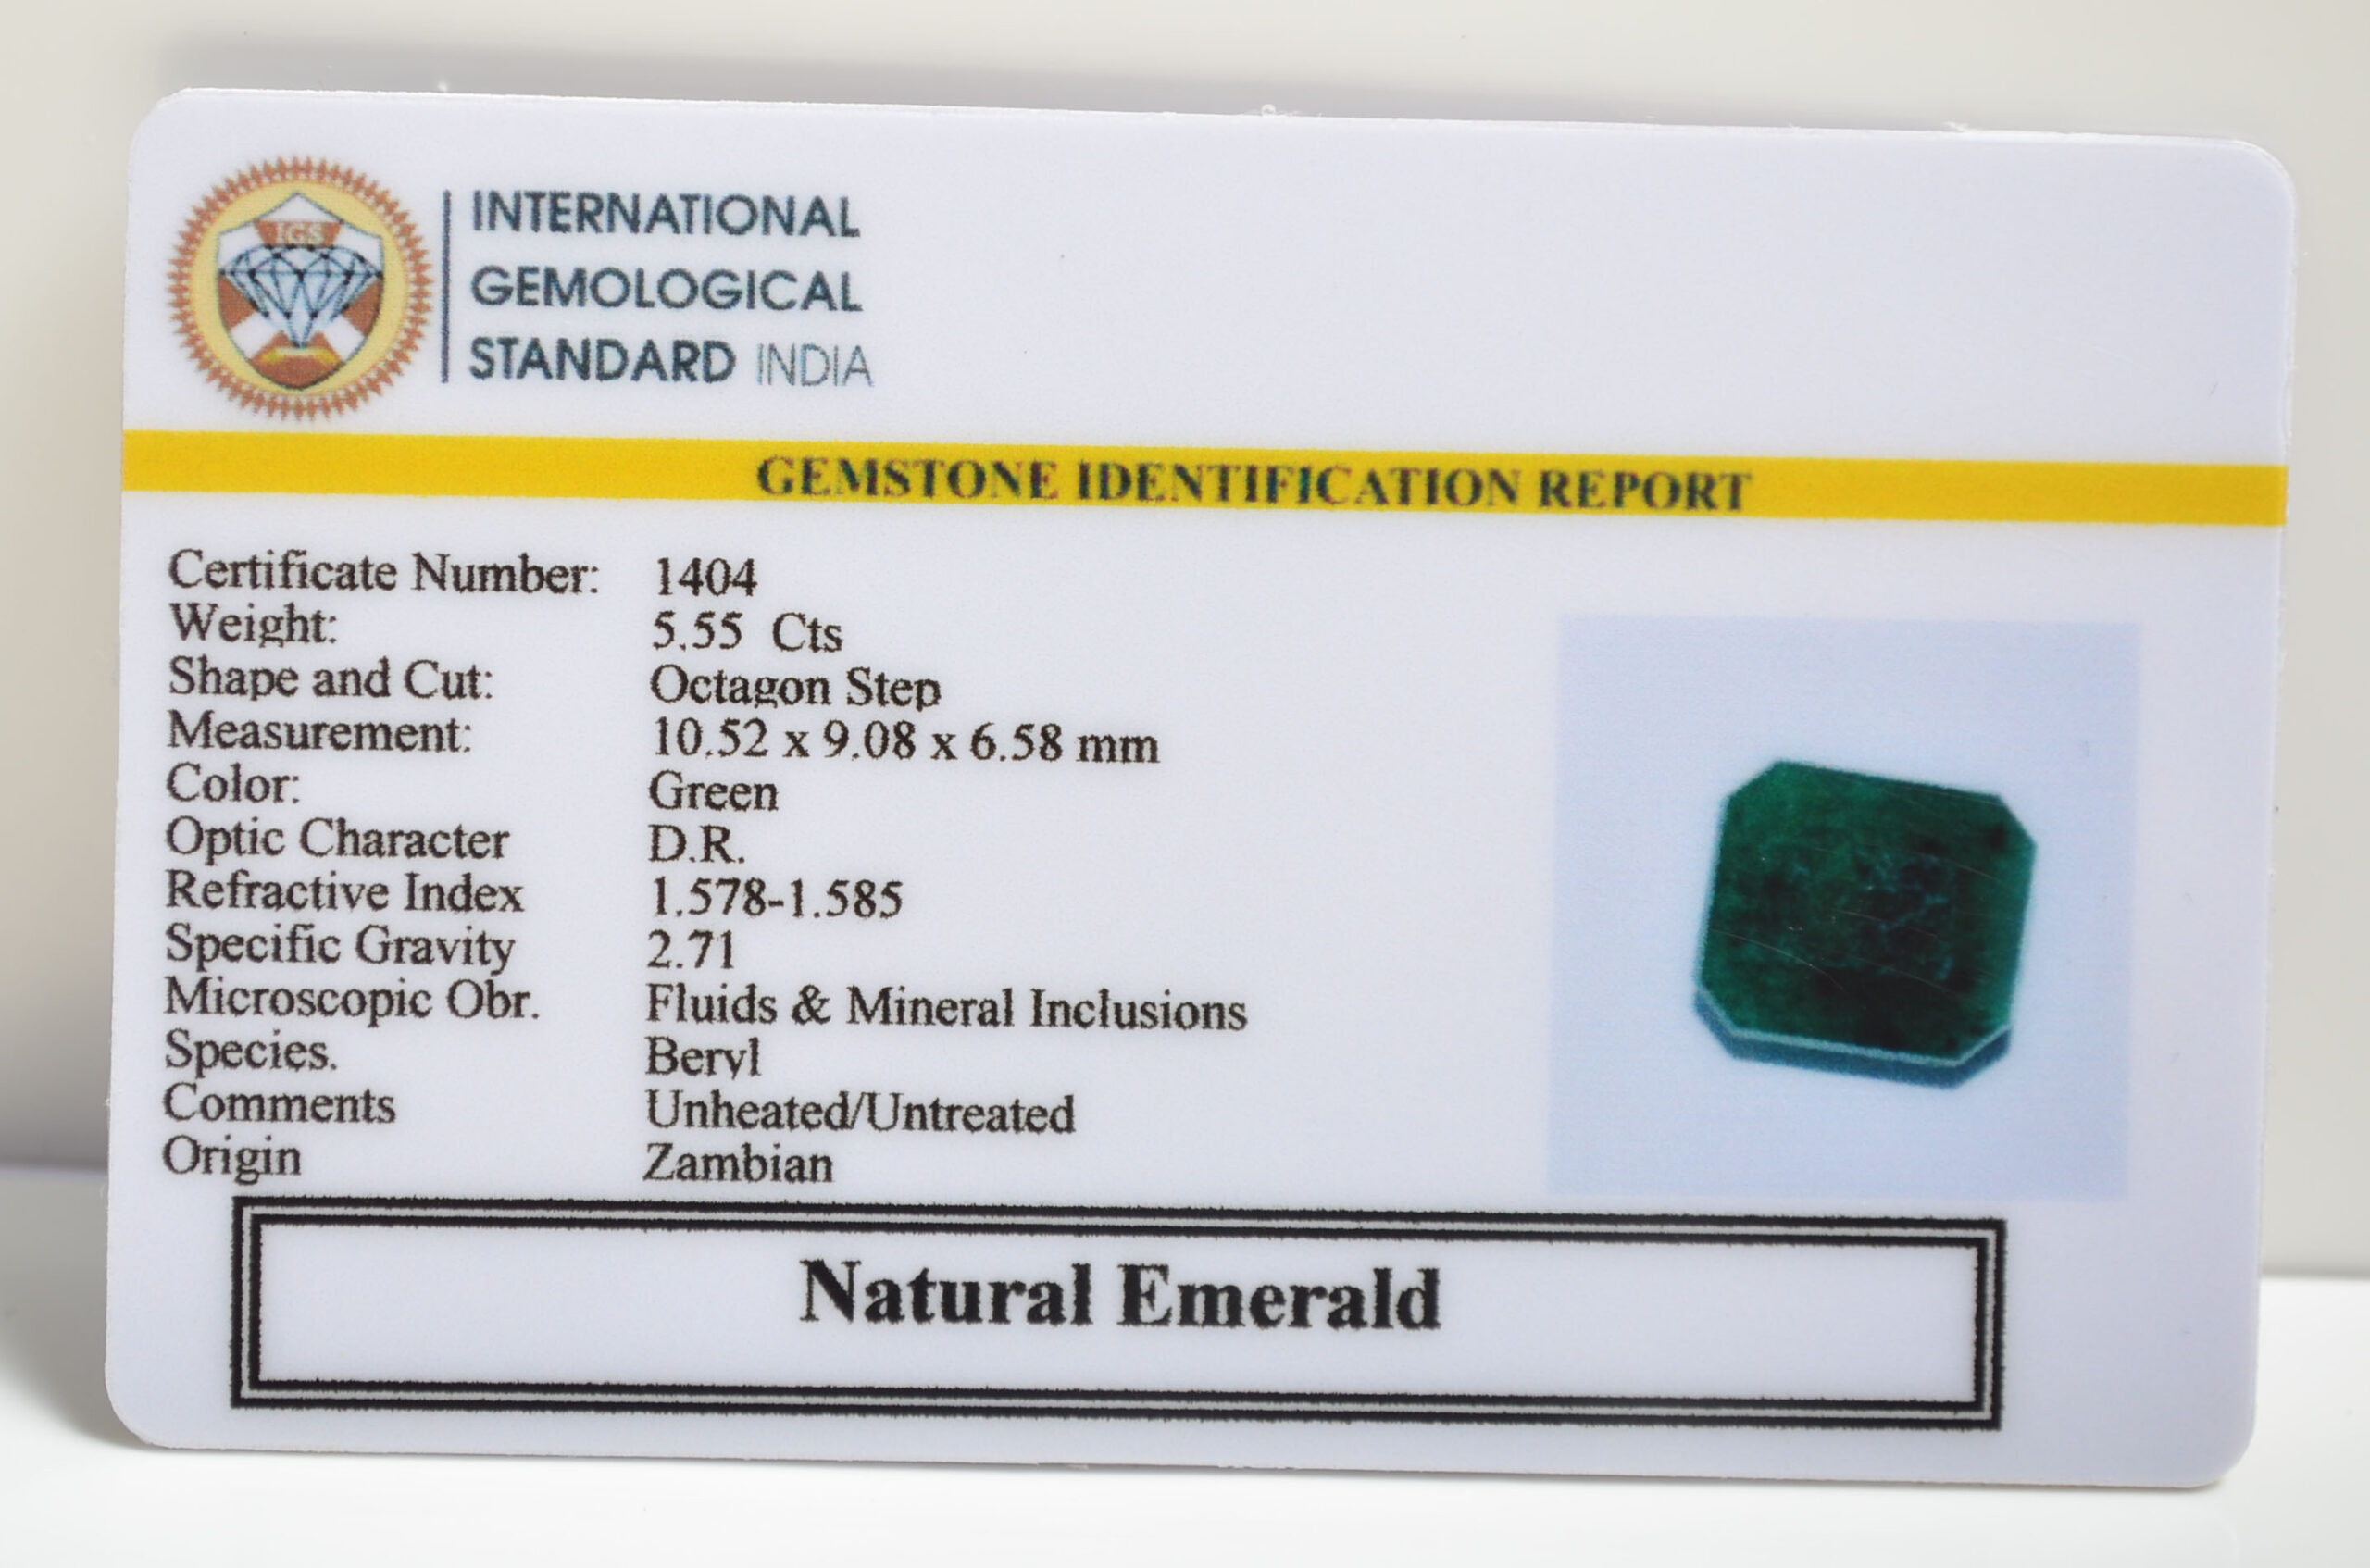 IGS
INTERNATIONAL
GEMOLOGICAL
STANDARD INDIA
GEMSTONE IDENTIFICATION REPORT
Certificate Number: 1404
Weight: 5.55 Cts
Shape and Cut: Octagon Step
Measurement: 10.52 x 9.08 x 6.58 mm
Color: Green
Optic Character D.R.
Refractive Index 1.578-1.585
Specific Gravity 2.71
Microscopic Obr. Fluids & Mineral Inclusions
Species. Beryl
Comments Unheated/Untreated
Origin Zambian
Natural Emerald